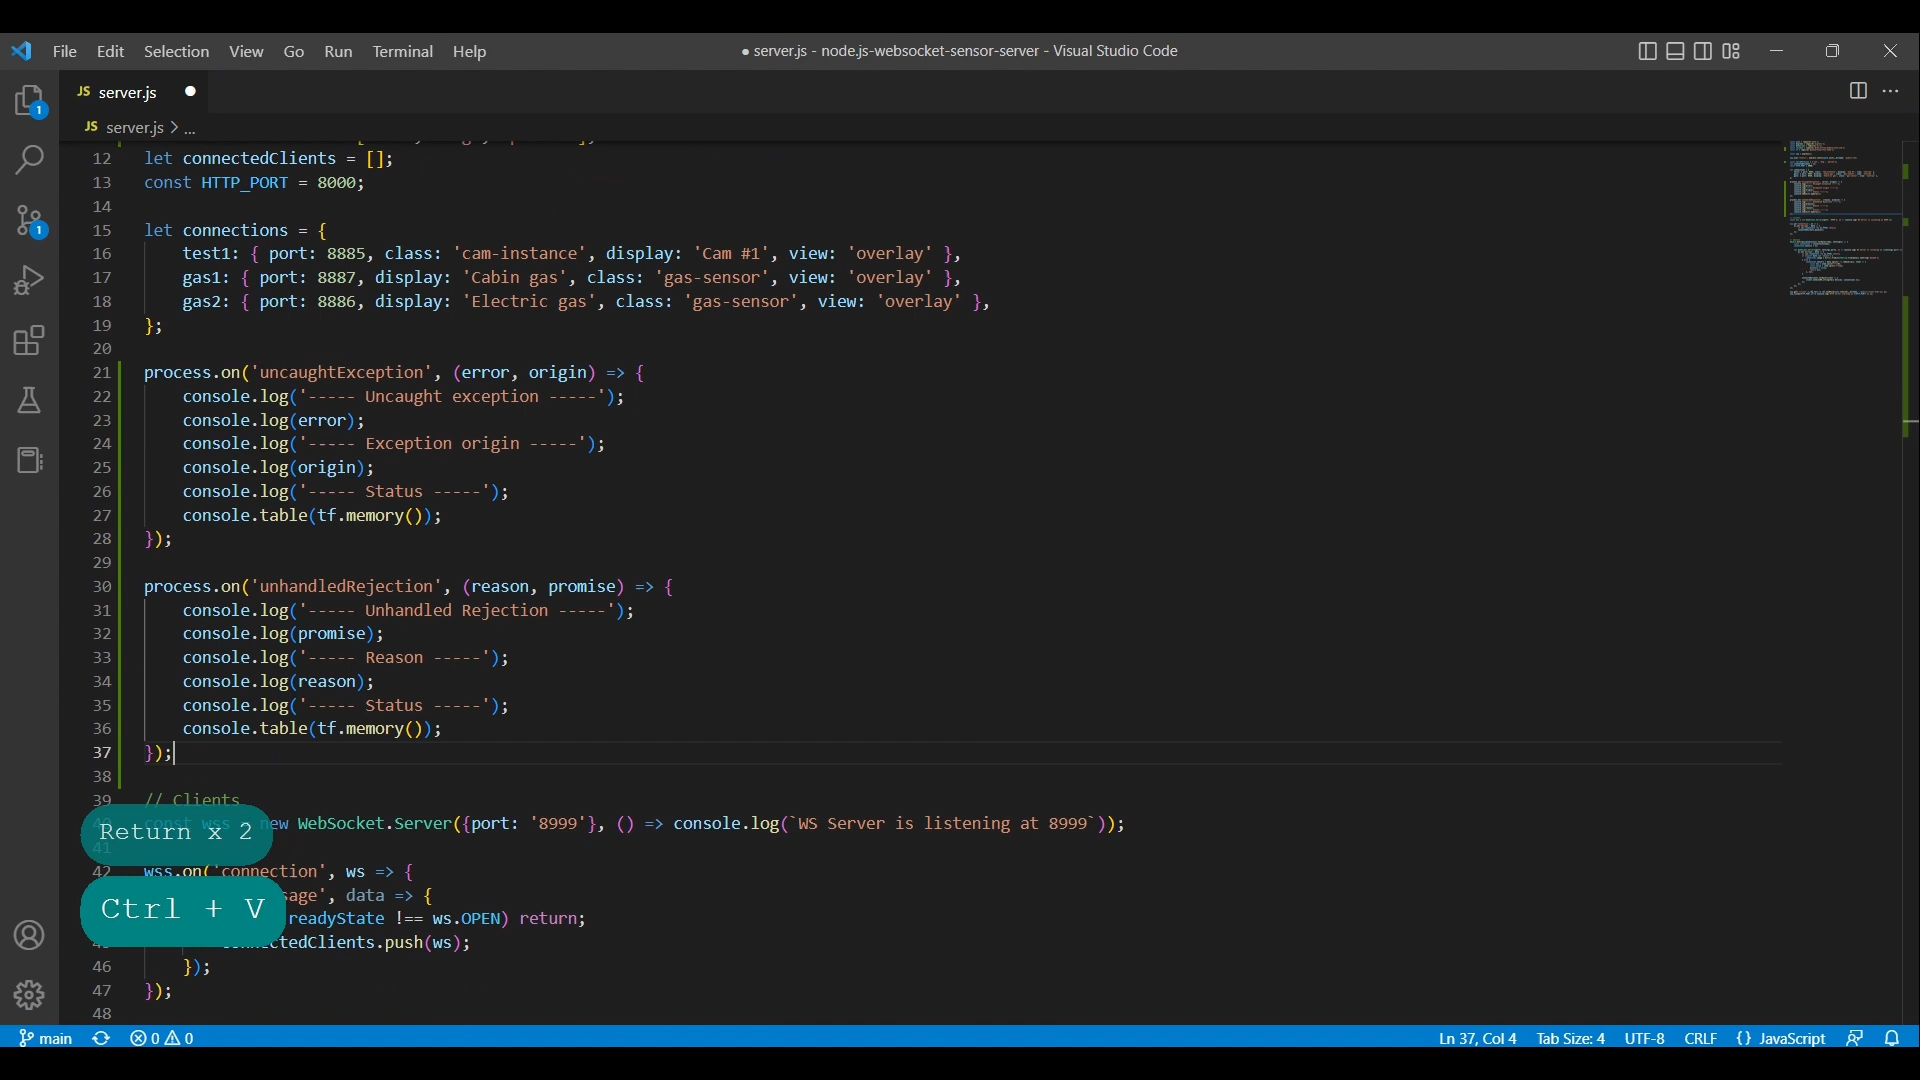 File Edit Selection View Go Run Terminal Help
● server.js - node.js-websocket-sensor-server - Visual Studio Code
JS server.js
JS server.js > ...
12 let connectedClients = [];
13 const HTTP_PORT = 8000;
14
15 let connections = {
16 test1: { port: 8885, class: 'cam-instance', display: 'Cam #1', view: 'overlay' },
17 gas1: { port: 8887, display: 'Cabin gas', class: 'gas-sensor', view: 'overlay' },
18 gas2: { port: 8886, display: 'Electric gas', class: 'gas-sensor', view: 'overlay' },
19 };
20
21 process.on('uncaughtException', (error, origin) => {
22 console.log('----- Uncaught exception -----');
23 console.log(error);
24 console.log('----- Exception origin -----');
25 console.log(origin);
26 console.log('----- Status -----');
27 console.table(tf.memory());
28 });
29
30 process.on('unhandledRejection', (reason, promise) => {
31 console.log('----- Unhandled Rejection -----');
32 console.log(promise);
33 console.log('----- Reason -----');
34 console.log(reason);
35 console.log('----- Status -----');
36 console.table(tf.memory());
37 });
38
39 // Clients
const wss = new WebSocket.Server({port: '8999'}, () => console.log(`WS Server is listening at 8999`));
41
42 wss.on('connection', ws => {
sage', data => {
readyState !== ws.OPEN) return;
connectedClients.push(ws);
46 });
47 });
48
Return x 2
Ctrl + V
1
1
main 0 0 Ln 37, Col 4 Tab Size: 4 UTF-8 CRLF {} JavaScript